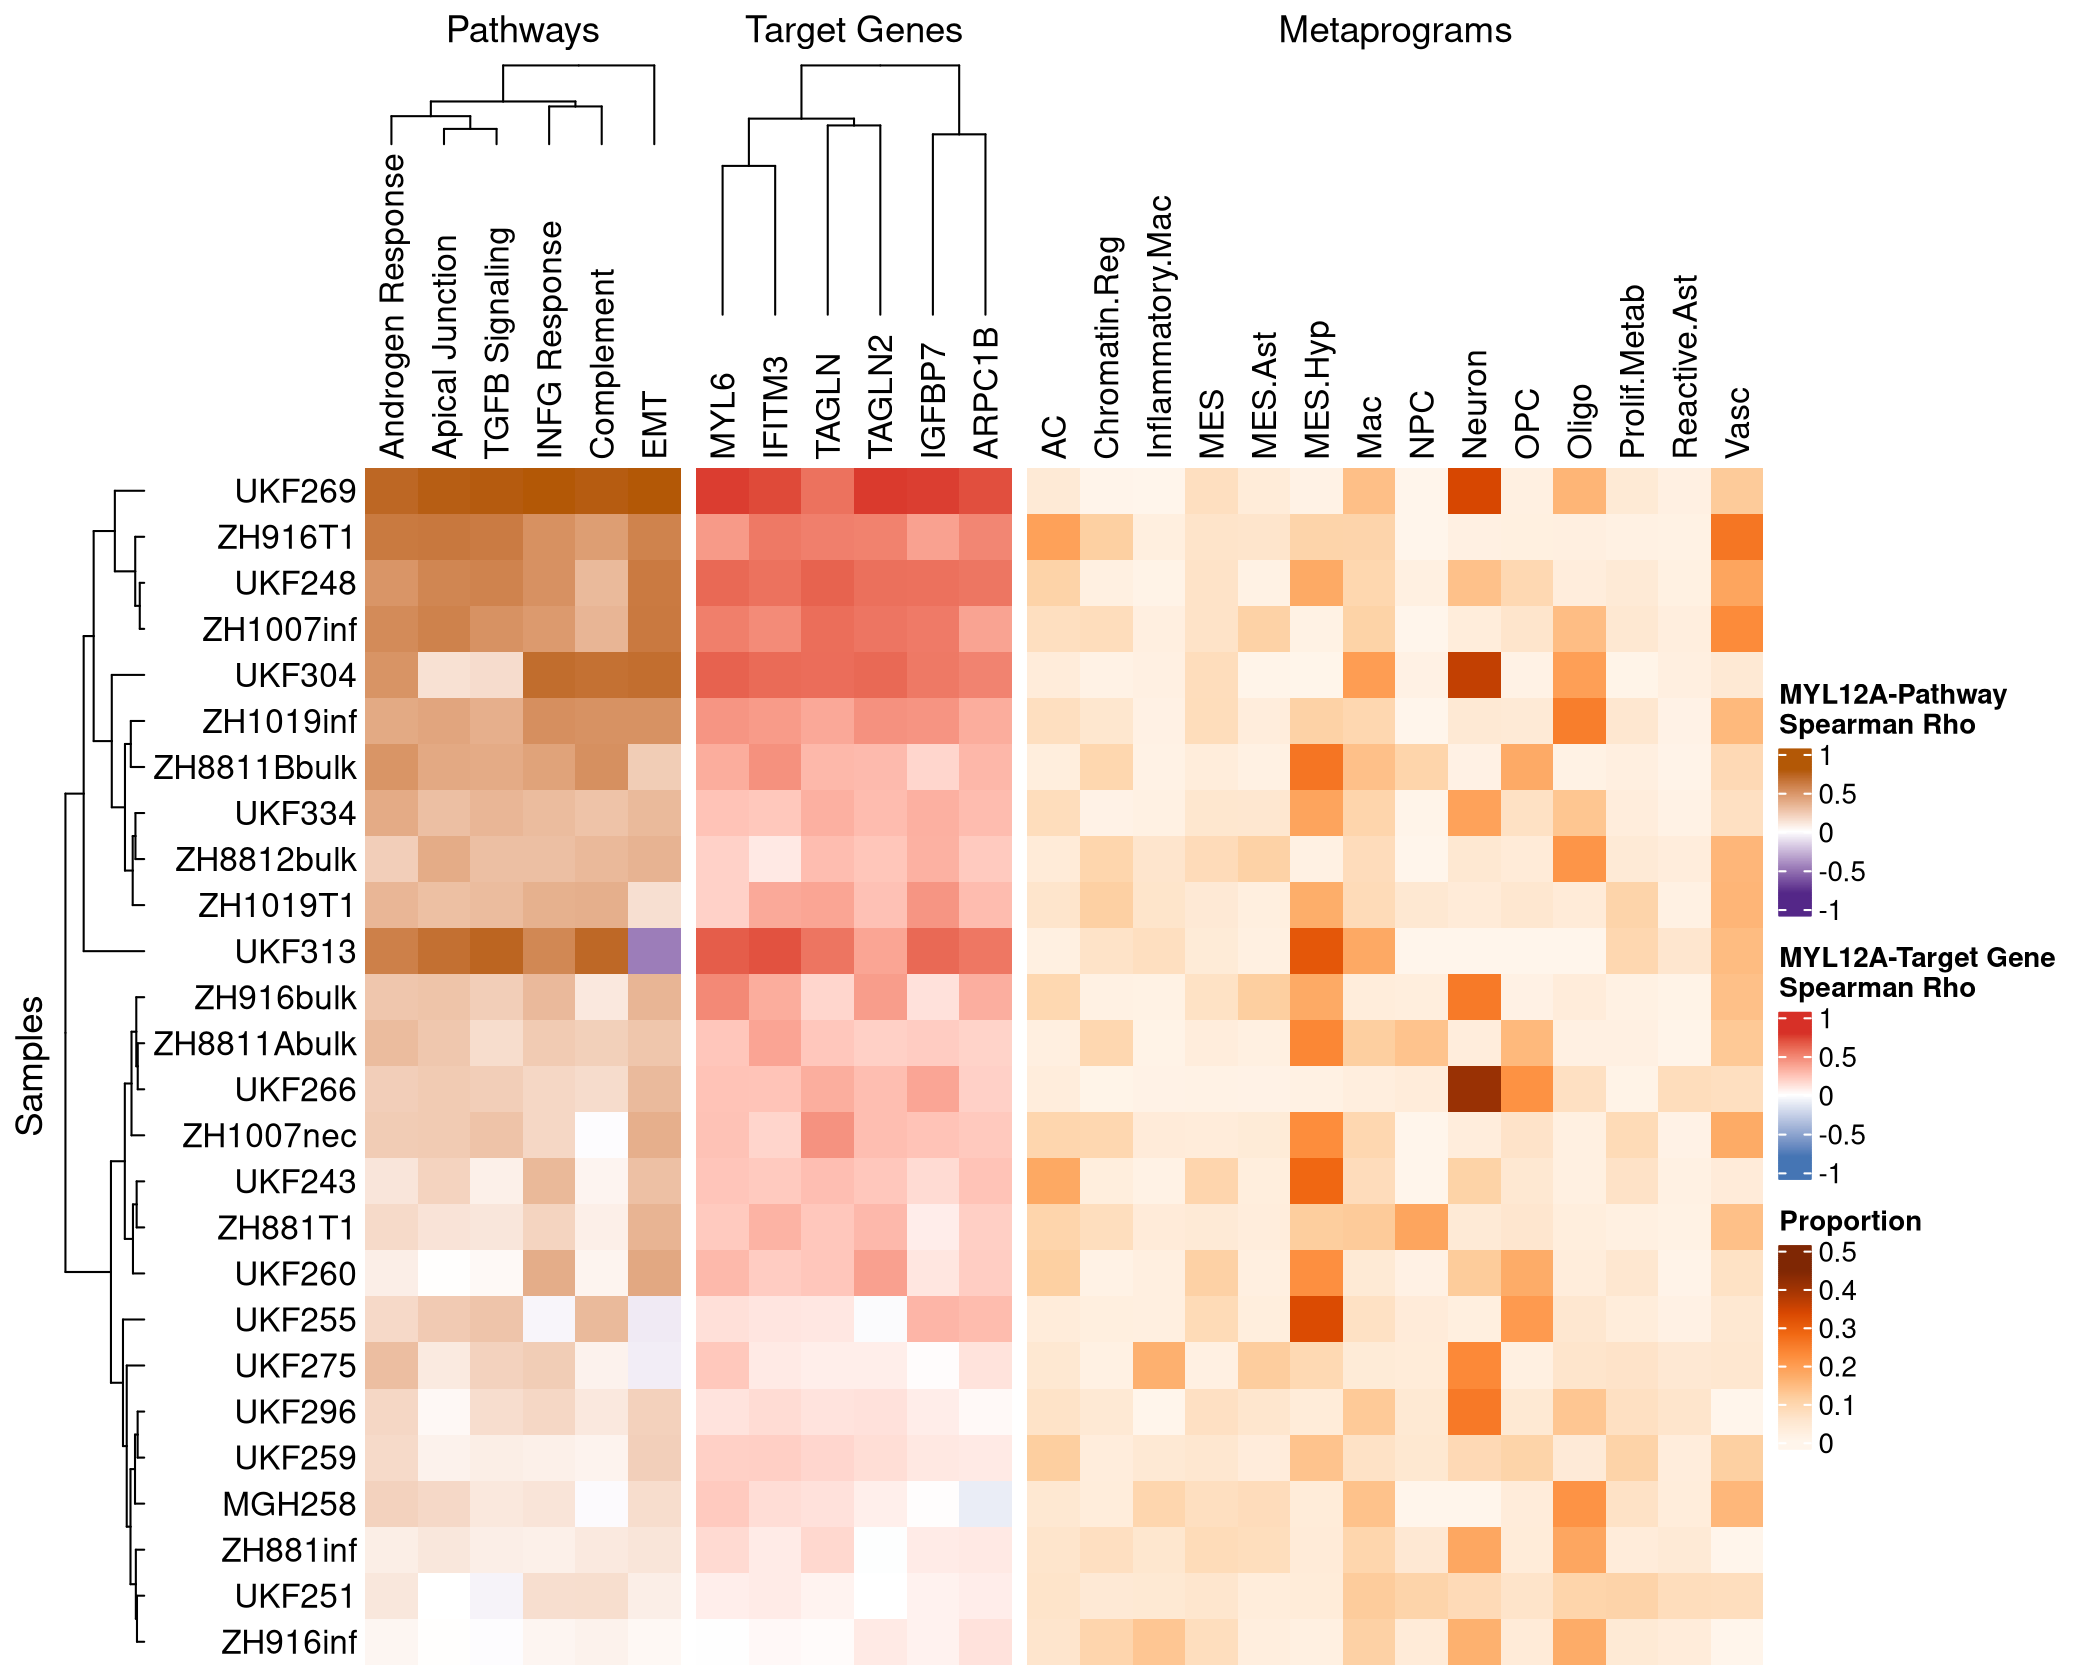 Pathways
Target Genes
Metaprograms
Androgen Response
Apical Junction
TGFB Signaling
INFG Response
Complement
EMT
MYL6
IFITM3
TAGLN
TAGLN2
IGFBP7
ARPC1B
AC
Chromatin.Reg
Inflammatory.Mac
MES
MES.Ast
MES.Hyp
Mac
NPC
Neuron
OPC
Oligo
Prolif.Metab
Reactive.Ast
Vasc
Samples
UKF269
ZH916T1
UKF248
ZH1007inf
UKF304
ZH1019inf
ZH8811Bbulk
UKF334
ZH8812bulk
ZH1019T1
UKF313
ZH916bulk
ZH8811Abulk
UKF266
ZH1007nec
UKF243
ZH881T1
UKF260
UKF255
UKF275
UKF296
UKF259
MGH258
ZH881inf
UKF251
ZH916inf
MYL12A-Pathway
Spearman Rho
1
0.5
0
-0.5
-1
MYL12A-Target Gene
Spearman Rho
1
0.5
0
-0.5
-1
Proportion
0.5
0.4
0.3
0.2
0.1
0